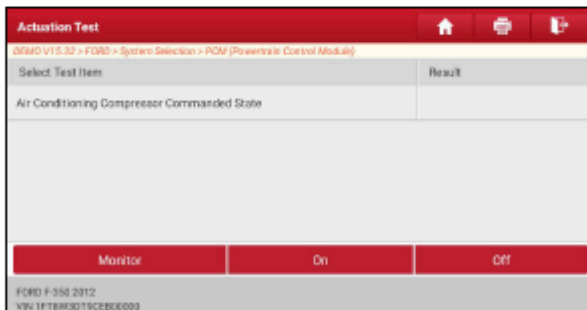 Actuation Test
DEMO V15.32 > FORD > System Selection > PCM (Powertrain Control Module)
Select Test Item Result
Air Conditioning Compressor Commanded State
Monitor On Off
FORD F-350 2012
VIN